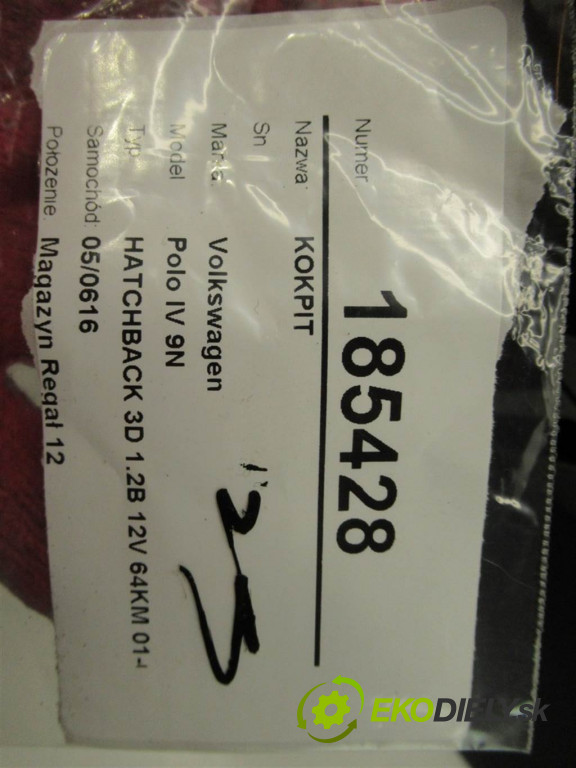 Numer 185428
Nazwa: KOKPIT
Sn
Marka: Volkswagen
Model Polo IV 9N
Typ HATCHBACK 3D 1.2B 12V 64KM 01-
Samochód: 05/0616
Położenie: Magazyn Regał 12
EKODIELY.sk